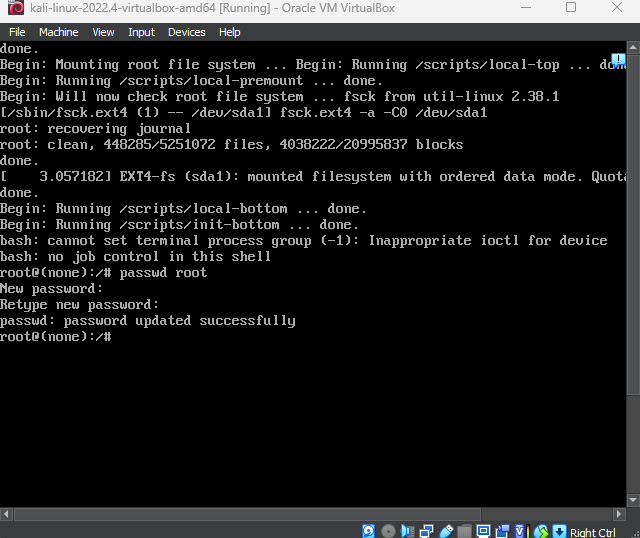 kali-linux-2022.4-virtualbox-amd64 [Running] - Oracle VM VirtualBox
File Machine View Input Devices Help
done.
Begin: Mounting root file system ... Begin: Running /scripts/local-top ... done.
Begin: Running /scripts/local-premount ... done.
Begin: Will now check root file system ... fsck from util-linux 2.38.1
[/sbin/fsck.ext4 (1) -- /dev/sda1] fsck.ext4 -a -C0 /dev/sda1
root: recovering journal
root: clean, 448285/5251072 files, 4038222/20995837 blocks
done.
[    3.057182] EXT4-fs (sda1): mounted filesystem with ordered data mode. Quota
done.
Begin: Running /scripts/local-bottom ... done.
Begin: Running /scripts/init-bottom ... done.
bash: cannot set terminal process group (-1): Inappropriate ioctl for device
bash: no job control in this shell
root@(none):/# passwd root
New password:
Retype new password:
passwd: password updated successfully
root@(none):/#
Right Ctrl